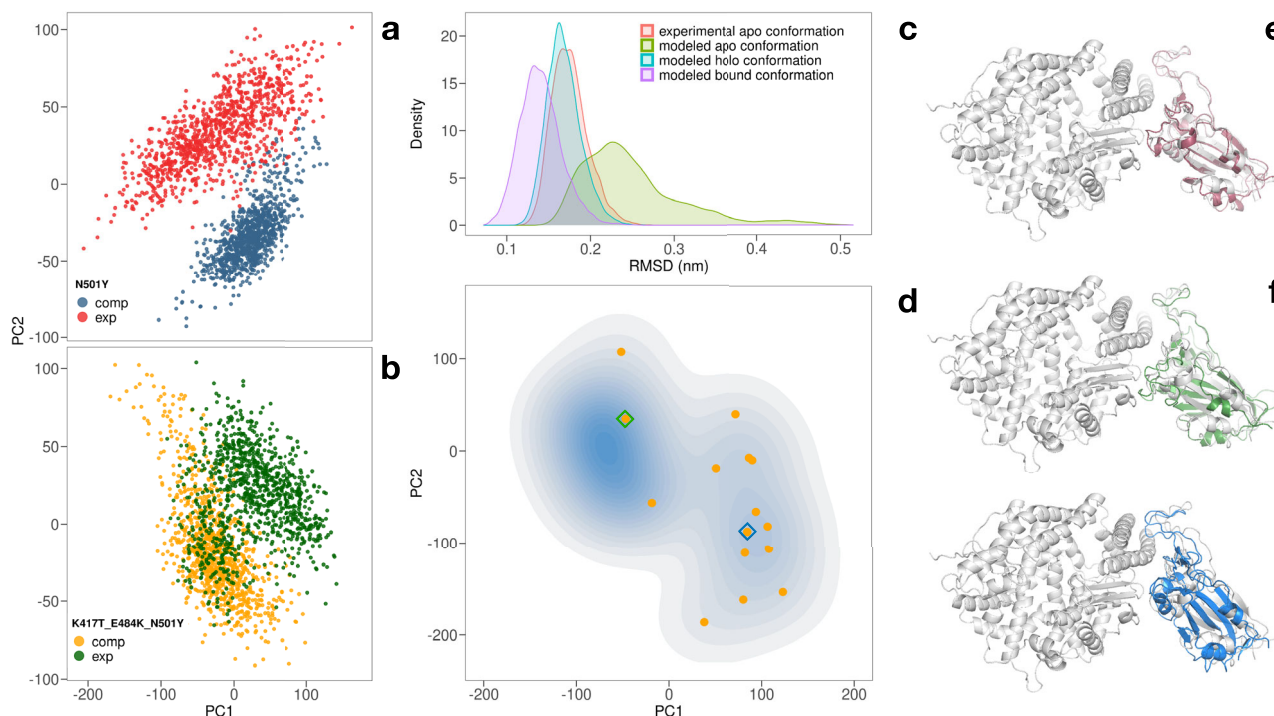 100
50
0
-50
-100
N501Y
comp
exp
a
PC2
100
50
0
-50
-100
K417T_E484K_N501Y
comp
exp
b
-200
-100
0
100
PC1
20
15
10
5
0
Density
experimental apo conformation
modeled apo conformation
modeled holo conformation
modeled bound conformation
0.1
0.2
0.3
0.4
0.5
RMSD (nm)
c
100
0
-100
-200
PC2
-200
-100
0
100
200
PC1
d
e
f